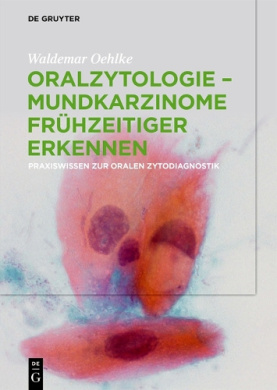 DE GRUYTER
Waldemar Oehlke
ORALZYTOLOGIE –
MUNDKARZINOME
FRÜHZEITIGER
ERKENNEN
PRAXISWISSEN ZUR ORALEN ZYTODIAGNOSTIK
DE
G